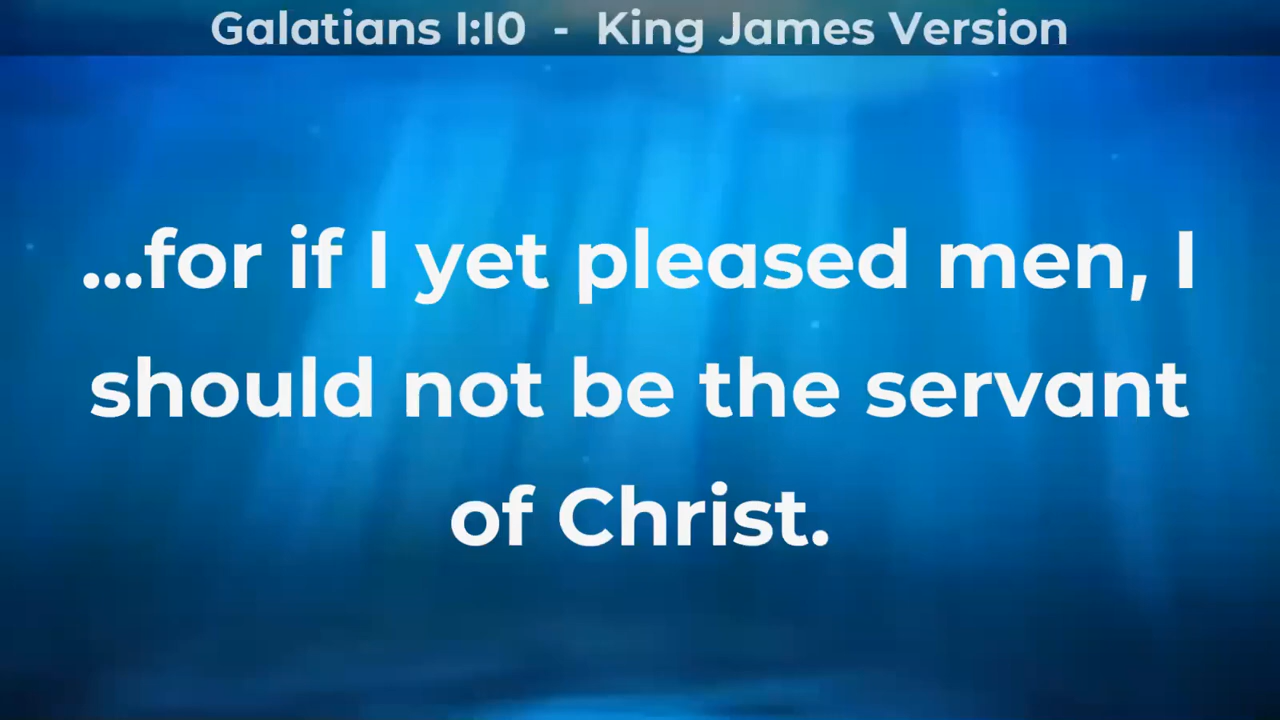 Galatians 1:10 - King James Version
...for if I yet pleased men, I
should not be the servant
of Christ.